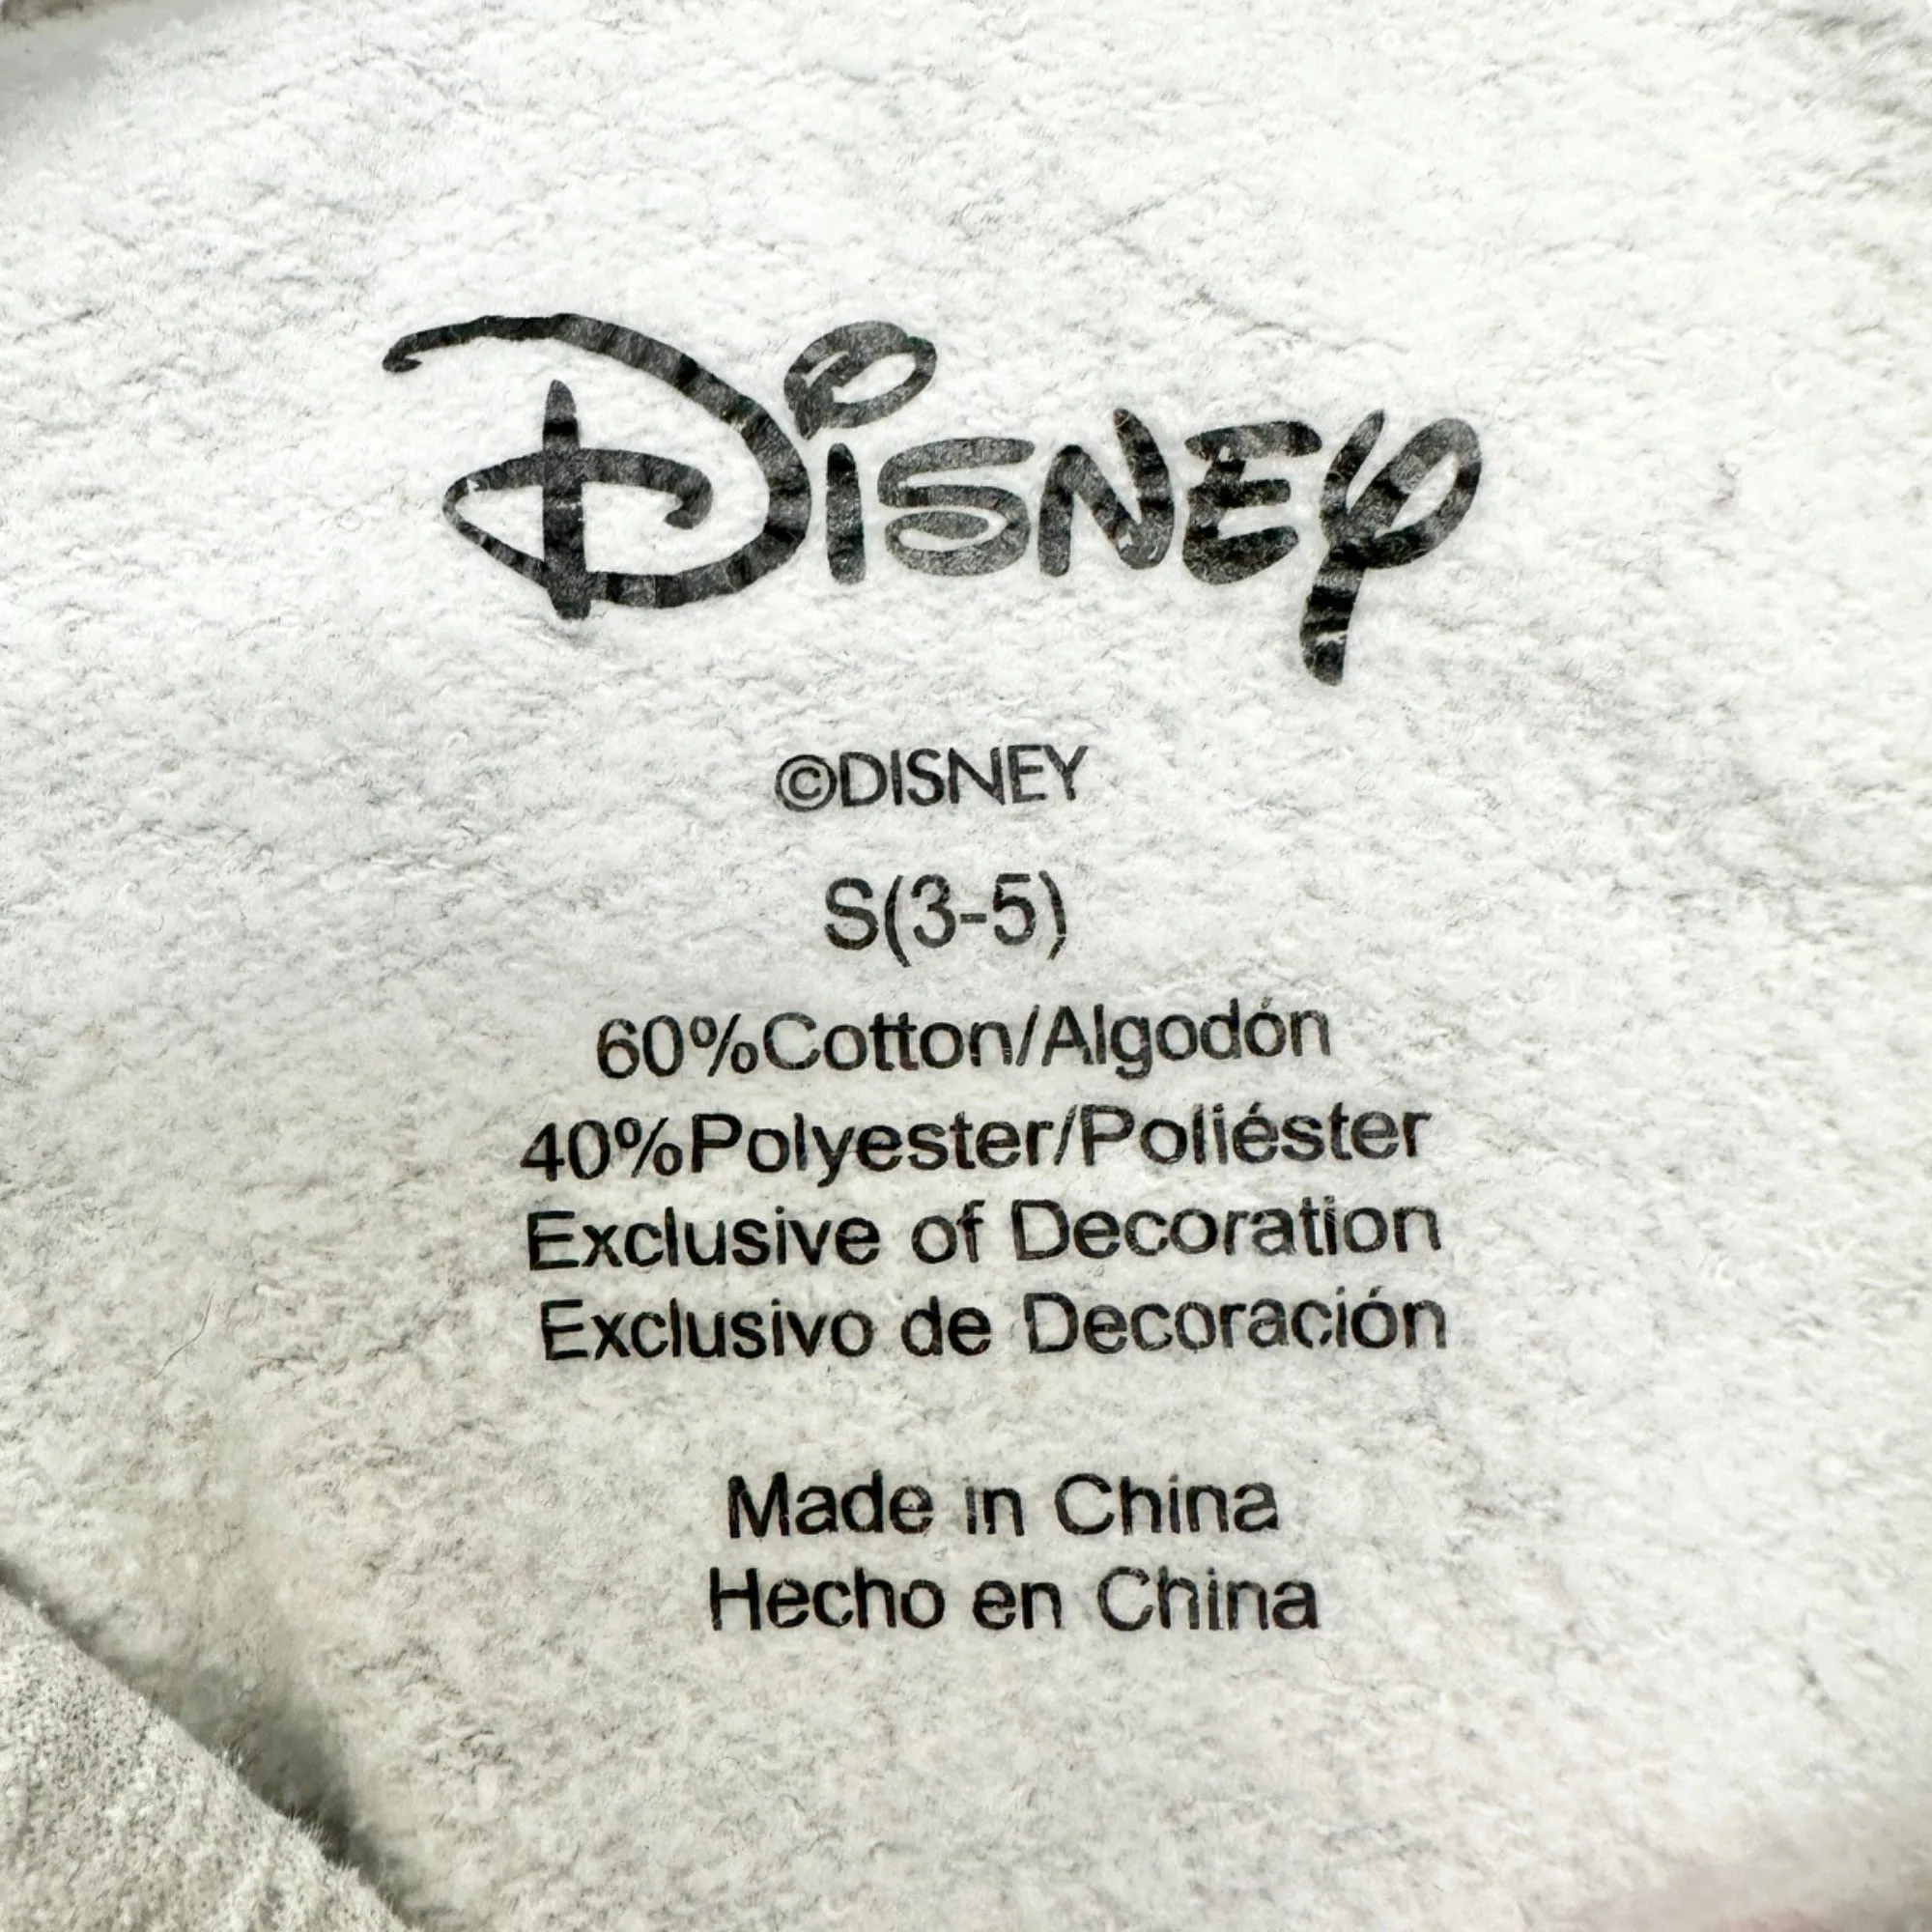 Disney
©DISNEY
S(3-5)
60%Cotton/Algodón
40%Polyester/Poliéster
Exclusive of Decoration
Exclusivo de Decoración
Made in China
Hecho en China